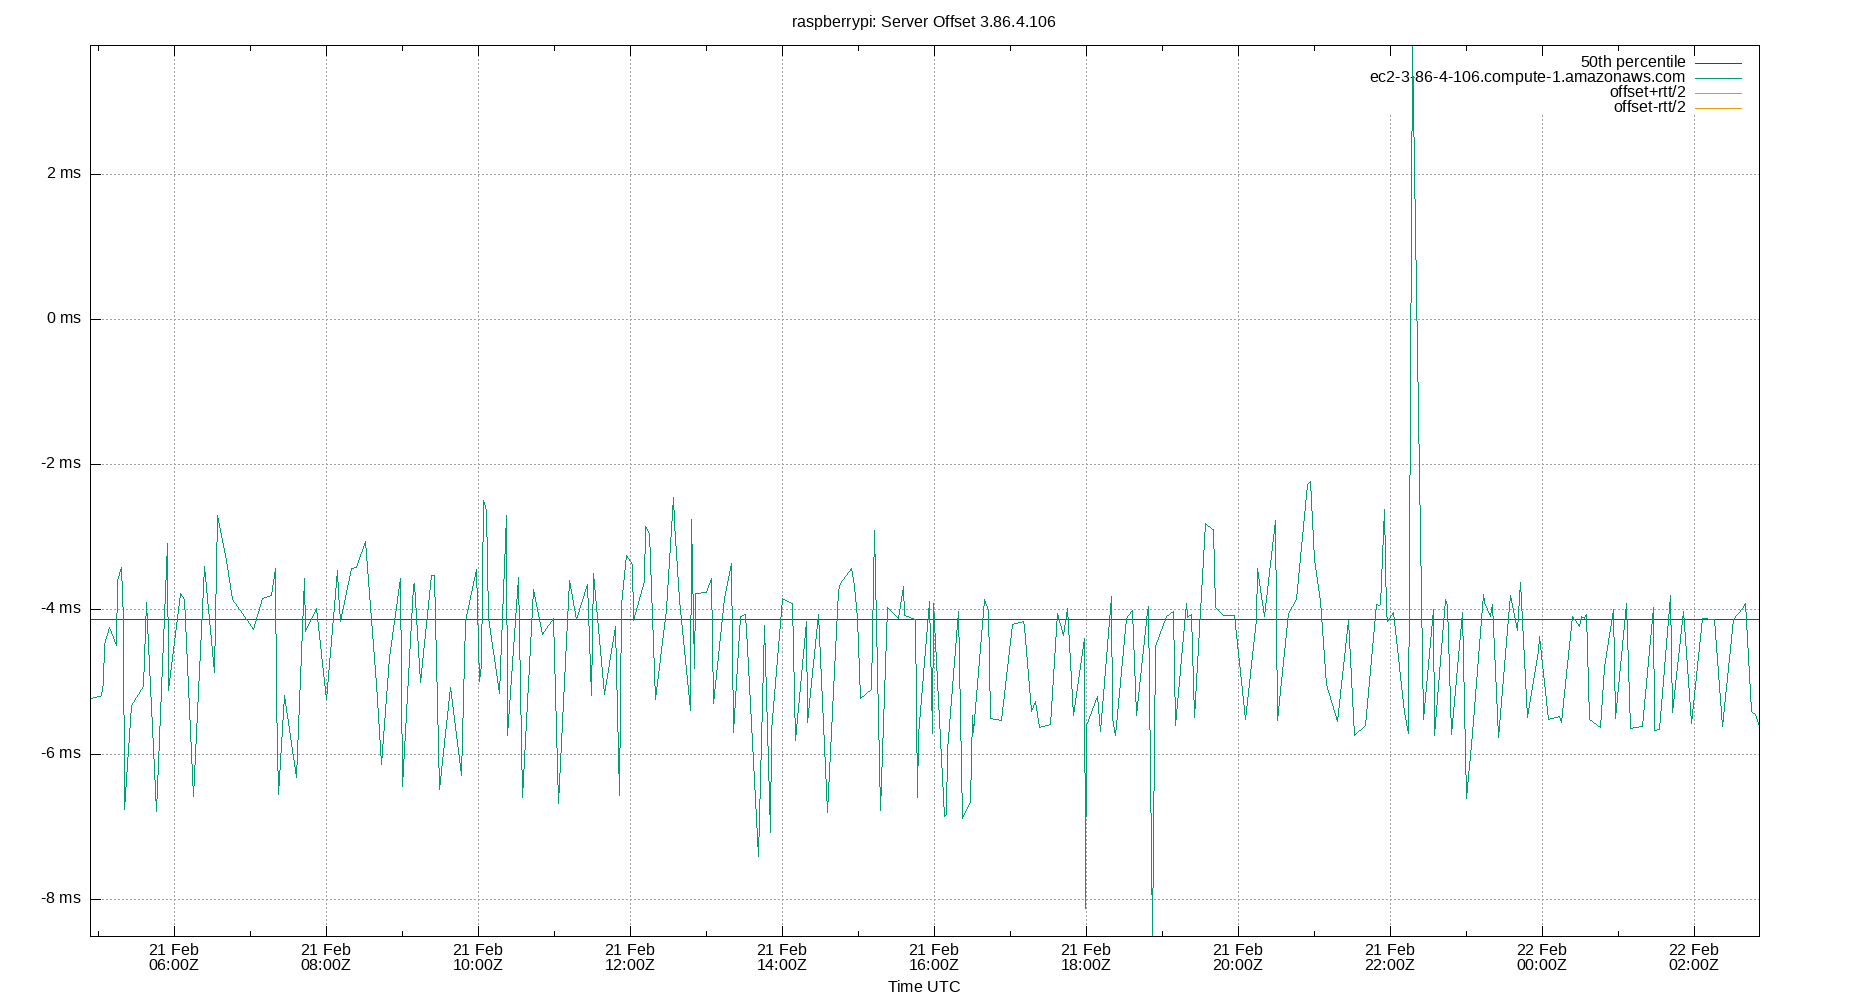 raspberrypi: Server Offset 3.86.4.106
50th percentile
ec2-3-86-4-106.compute-1.amazonaws.com
offset+rtt/2
offset-rtt/2
2 ms
0 ms
-2 ms
-4 ms
-6 ms
-8 ms
21 Feb 21 Feb 21 Feb 21 Feb 21 Feb 21 Feb 21 Feb 21 Feb 21 Feb 22 Feb 22 Feb
06:00Z 08:00Z 10:00Z 12:00Z 14:00Z 16:00Z 18:00Z 20:00Z 22:00Z 00:00Z 02:00Z
Time UTC